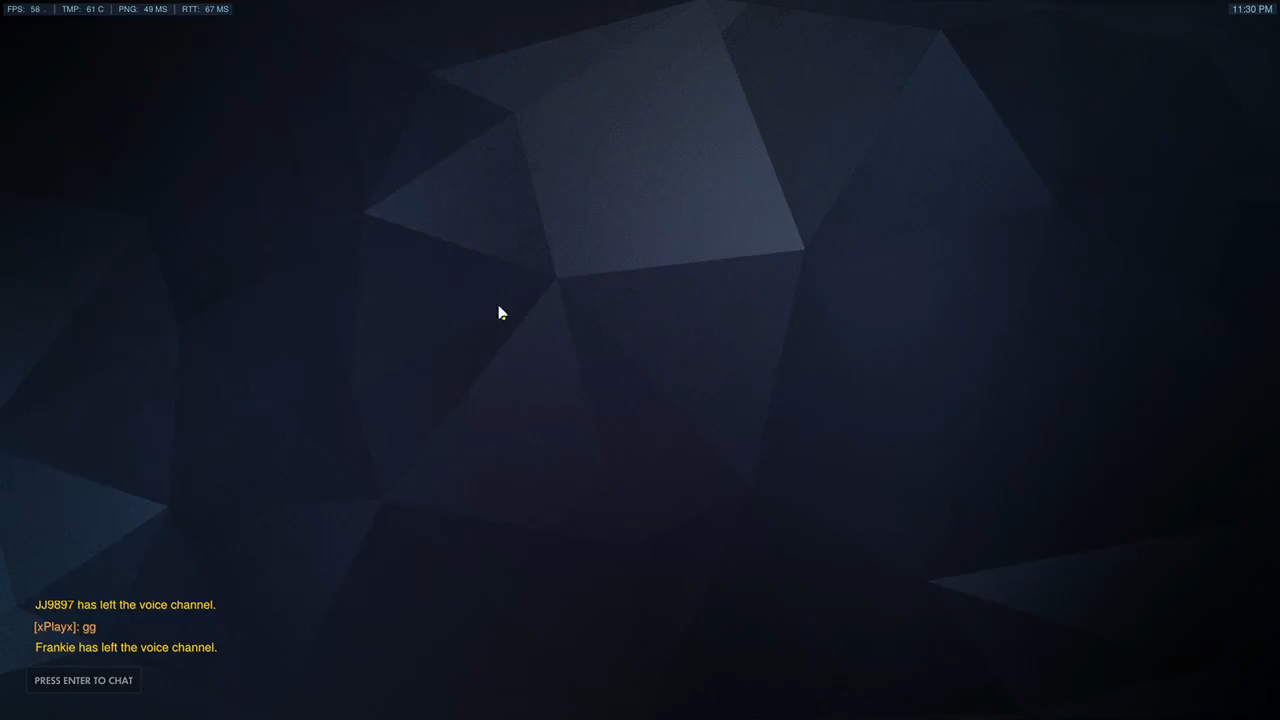 FPS: 56 . | TMP: 61 C | PNG: 49 MS | RTT: 67 MS
11:30 PM
JJ9897 has left the voice channel.
[xPlayx]: gg
Frankie has left the voice channel.
PRESS ENTER TO CHAT